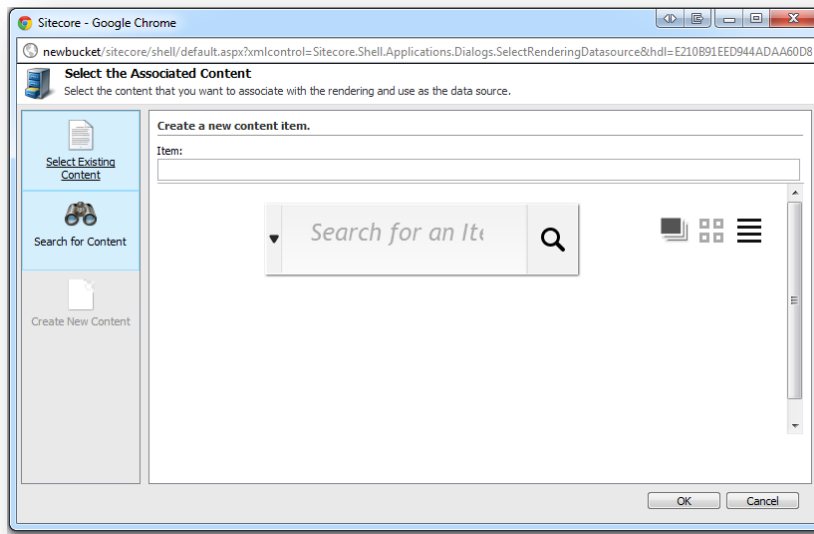 Sitecore - Google Chrome
newbucket/sitecore/shell/default.aspx?xmlcontrol=Sitecore.Shell.Applications.Dialogs.SelectRenderingDatasource&hdl=E210B91EED944ADAA60D8
Select the Associated Content
Select the content that you want to associate with the rendering and use as the data source.
Select Existing
Content
Search for Content
Create New Content
Create a new content item.
Item:
Search for an Ite
OK
Cancel